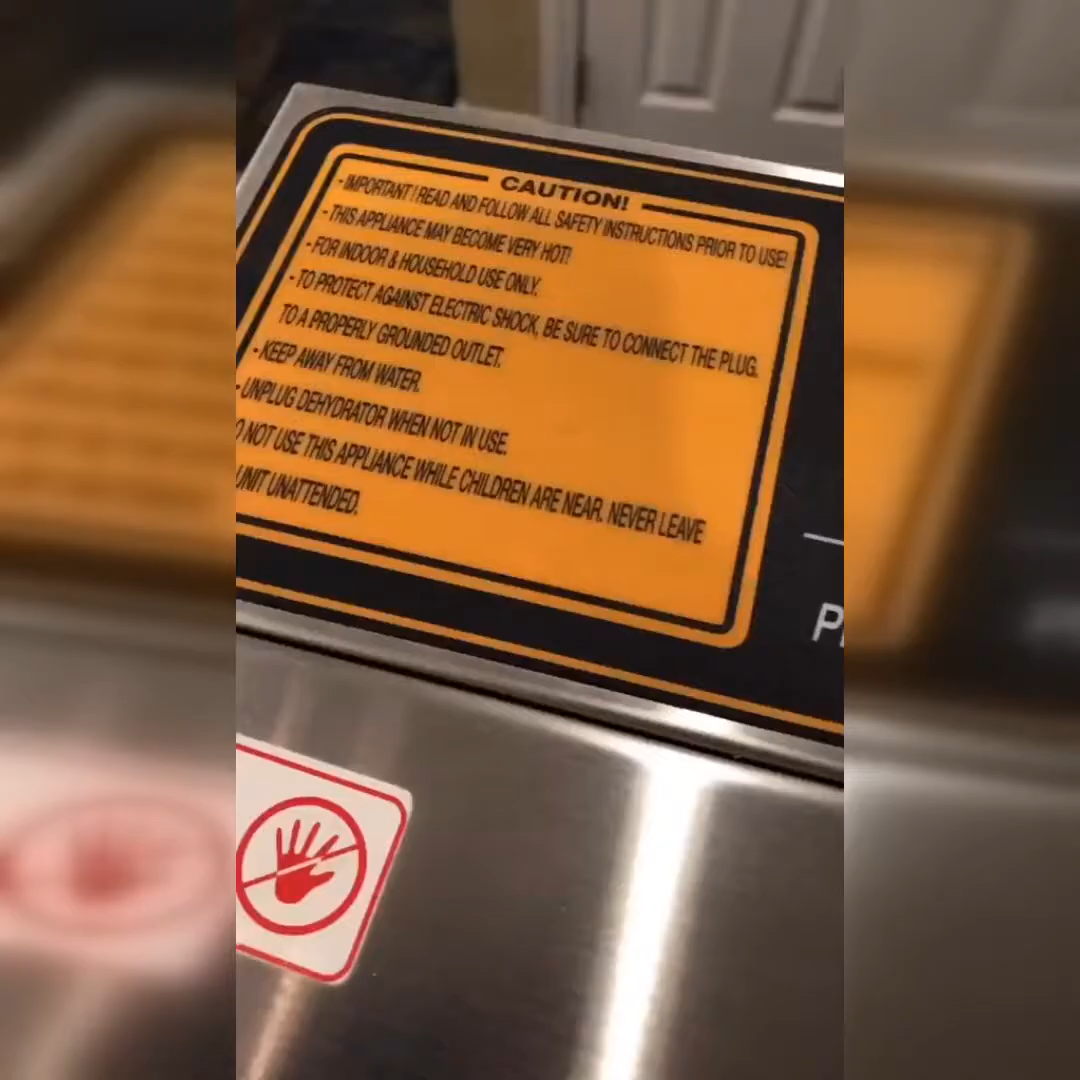 CAUTION!
- IMPORTANT ! READ AND FOLLOW ALL SAFETY INSTRUCTIONS PRIOR TO USE!
- THIS APPLIANCE MAY BECOME VERY HOT!
- FOR INDOOR & HOUSEHOLD USE ONLY.
- TO PROTECT AGAINST ELECTRIC SHOCK, BE SURE TO CONNECT THE PLUG.
TO A PROPERLY GROUNDED OUTLET.
- KEEP AWAY FROM WATER.
- UNPLUG DEHYDRATOR WHEN NOT IN USE.
O NOT USE THIS APPLIANCE WHILE CHILDREN ARE NEAR. NEVER LEAVE
UNIT UNATTENDED.